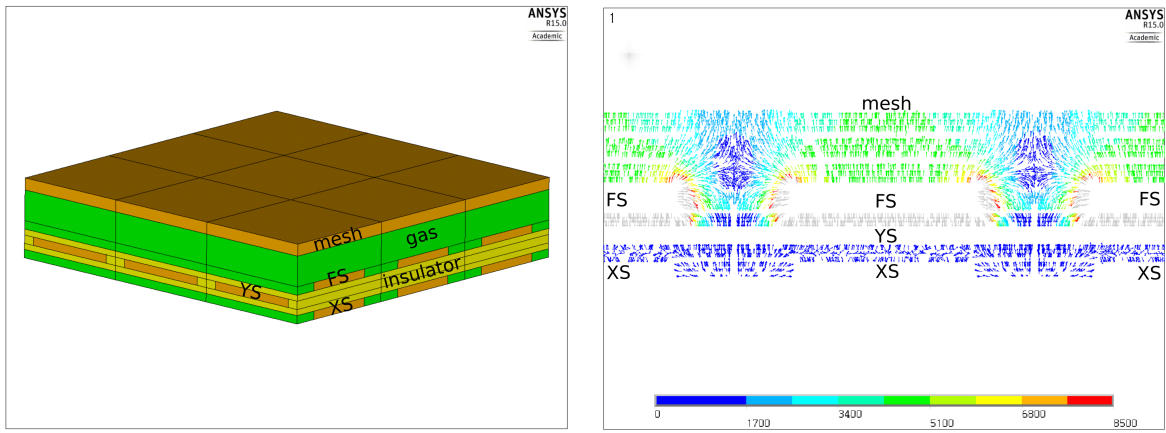 ANSYS
R15.0
Academic
mesh
gas
FS
insulator
YS
XS
1
ANSYS
R15.0
Academic
mesh
FS FS FS
YS
XS XS XS
0 1700 3400 5100 6800 8500